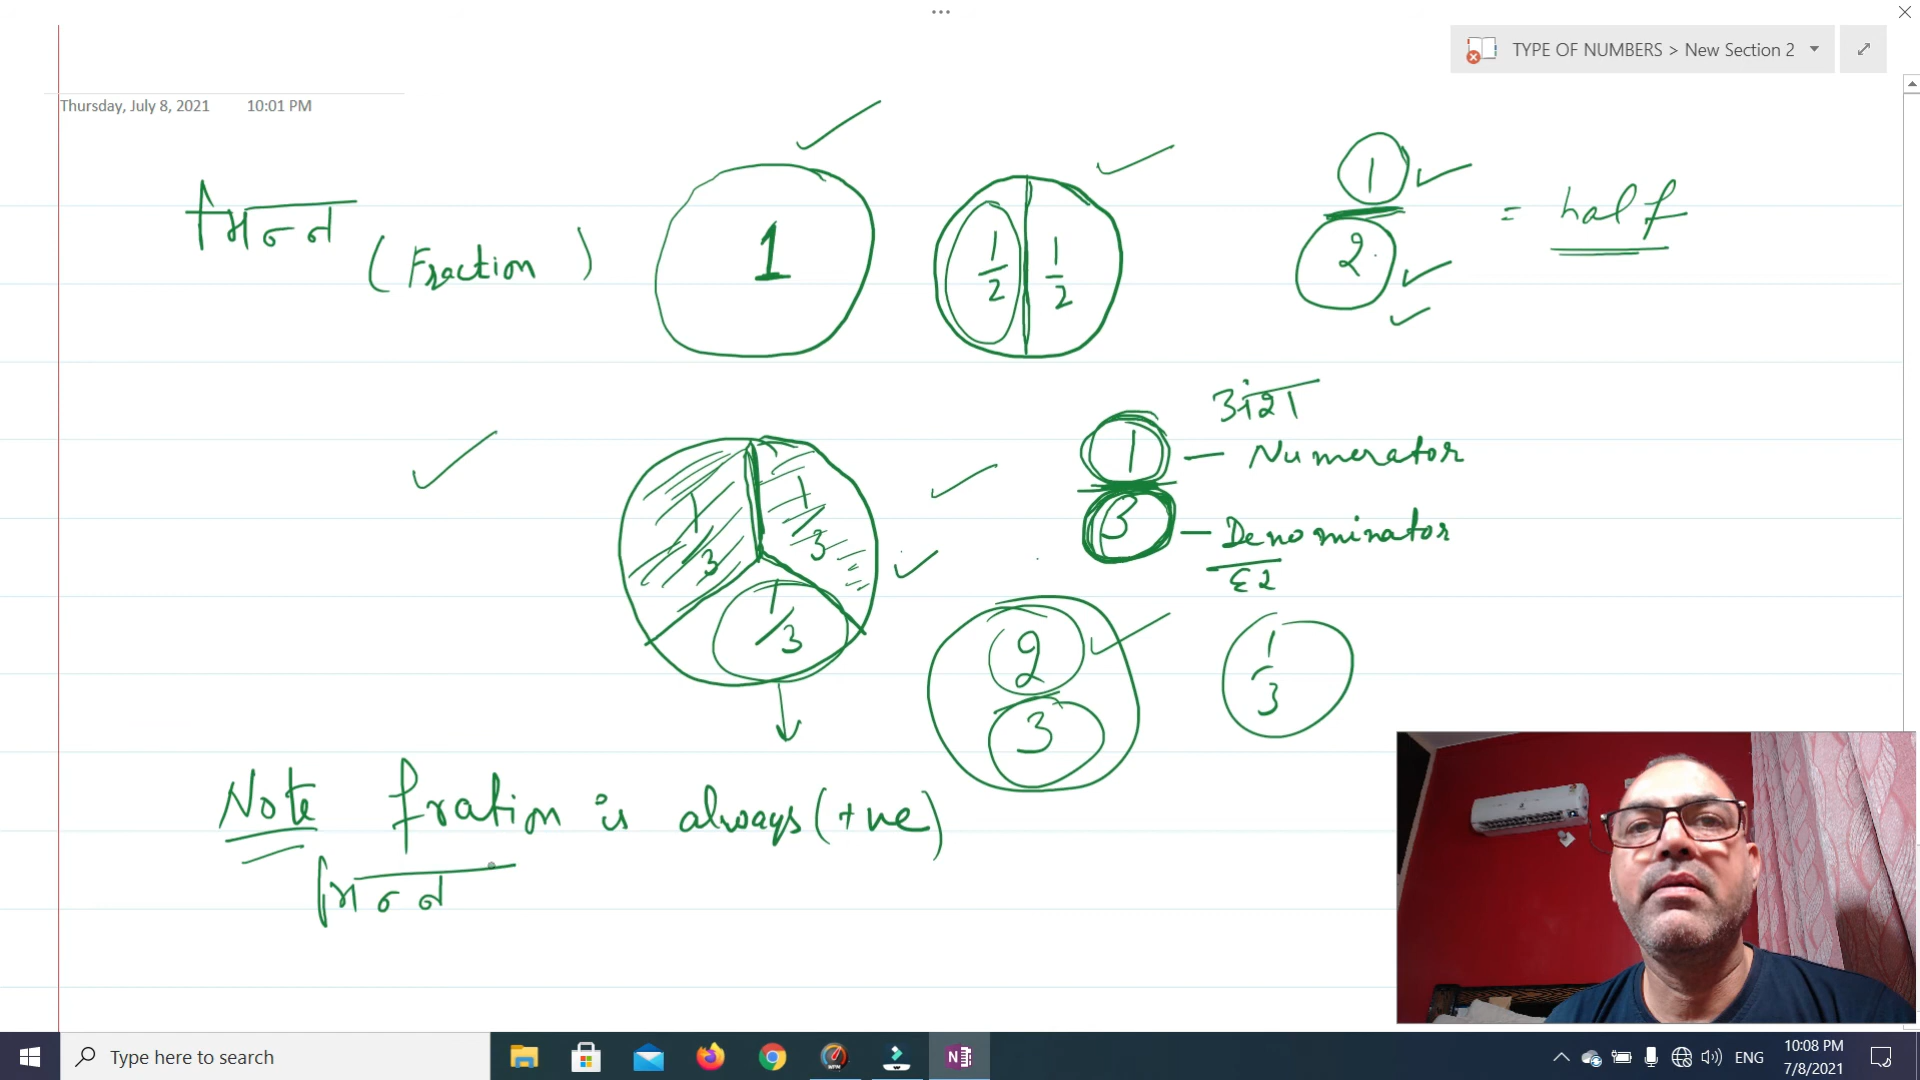 TYPE OF NUMBERS > New Section 2
Thursday, July 8, 2021 10:01 PM
भिन्न (Fraction)
1
1/2 1/2
1/2 = half
1/3 1/3
1/3
अंश
1 — Numerator
3 — Denominator
हर
2/3
1/3
Note fration is always (+ve)
भिन्न
Type here to search
ENG
10:08 PM
7/8/2021